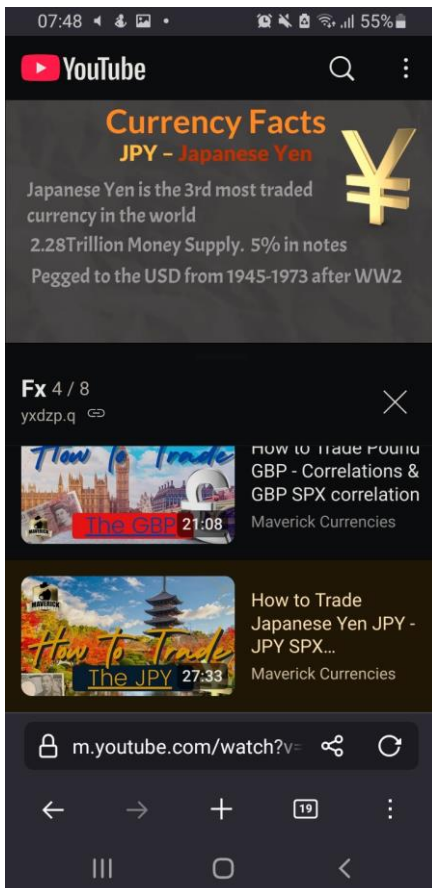 07:48
55%
YouTube
Currency Facts
JPY – Japanese Yen
¥
Japanese Yen is the 3rd most traded
currency in the world
2.28Trillion Money Supply. 5% in notes
Pegged to the USD from 1945-1973 after WW2
Fx 4 / 8
yxdzp.q
How to Trade
The GBP
21:08
How to Trade Pound
GBP - Correlations &
GBP SPX correlation
Maverick Currencies
MAVERICK
How to Trade
The JPY
27:33
How to Trade
Japanese Yen JPY -
JPY SPX...
Maverick Currencies
m.youtube.com/watch?v=
19